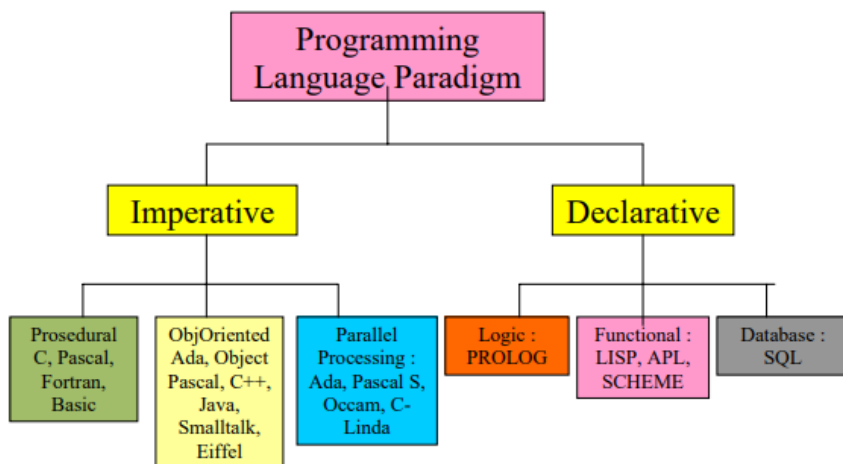 Programming
Language Paradigm
Imperative
Declarative
Prosedural
C, Pascal,
Fortran,
Basic
ObjOriented
Ada, Object
Pascal, C++,
Java,
Smalltalk,
Eiffel
Parallel
Processing :
Ada, Pascal S,
Occam, C-
Linda
Logic :
PROLOG
Functional :
LISP, APL,
SCHEME
Database :
SQL